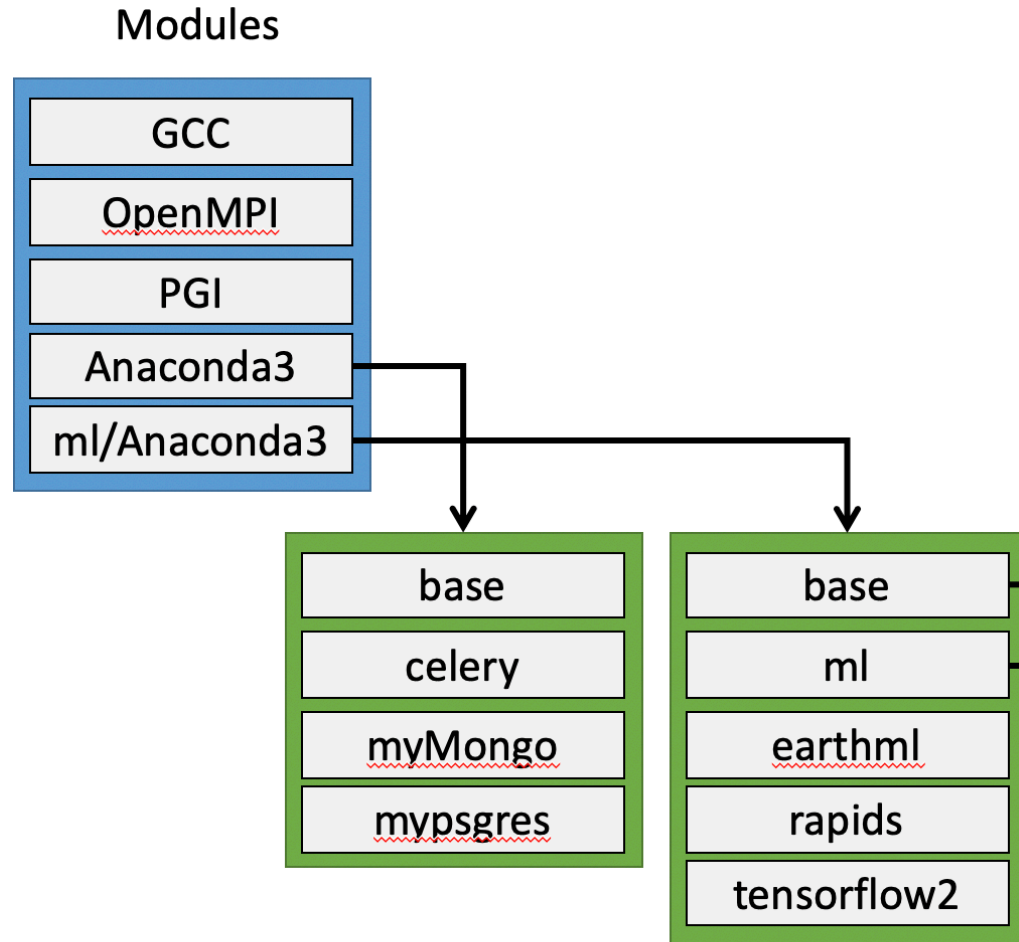 Modules
GCC
OpenMPI
PGI
Anaconda3
ml/Anaconda3
base
celery
myMongo
mypsgres
base
ml
earthml
rapids
tensorflow2